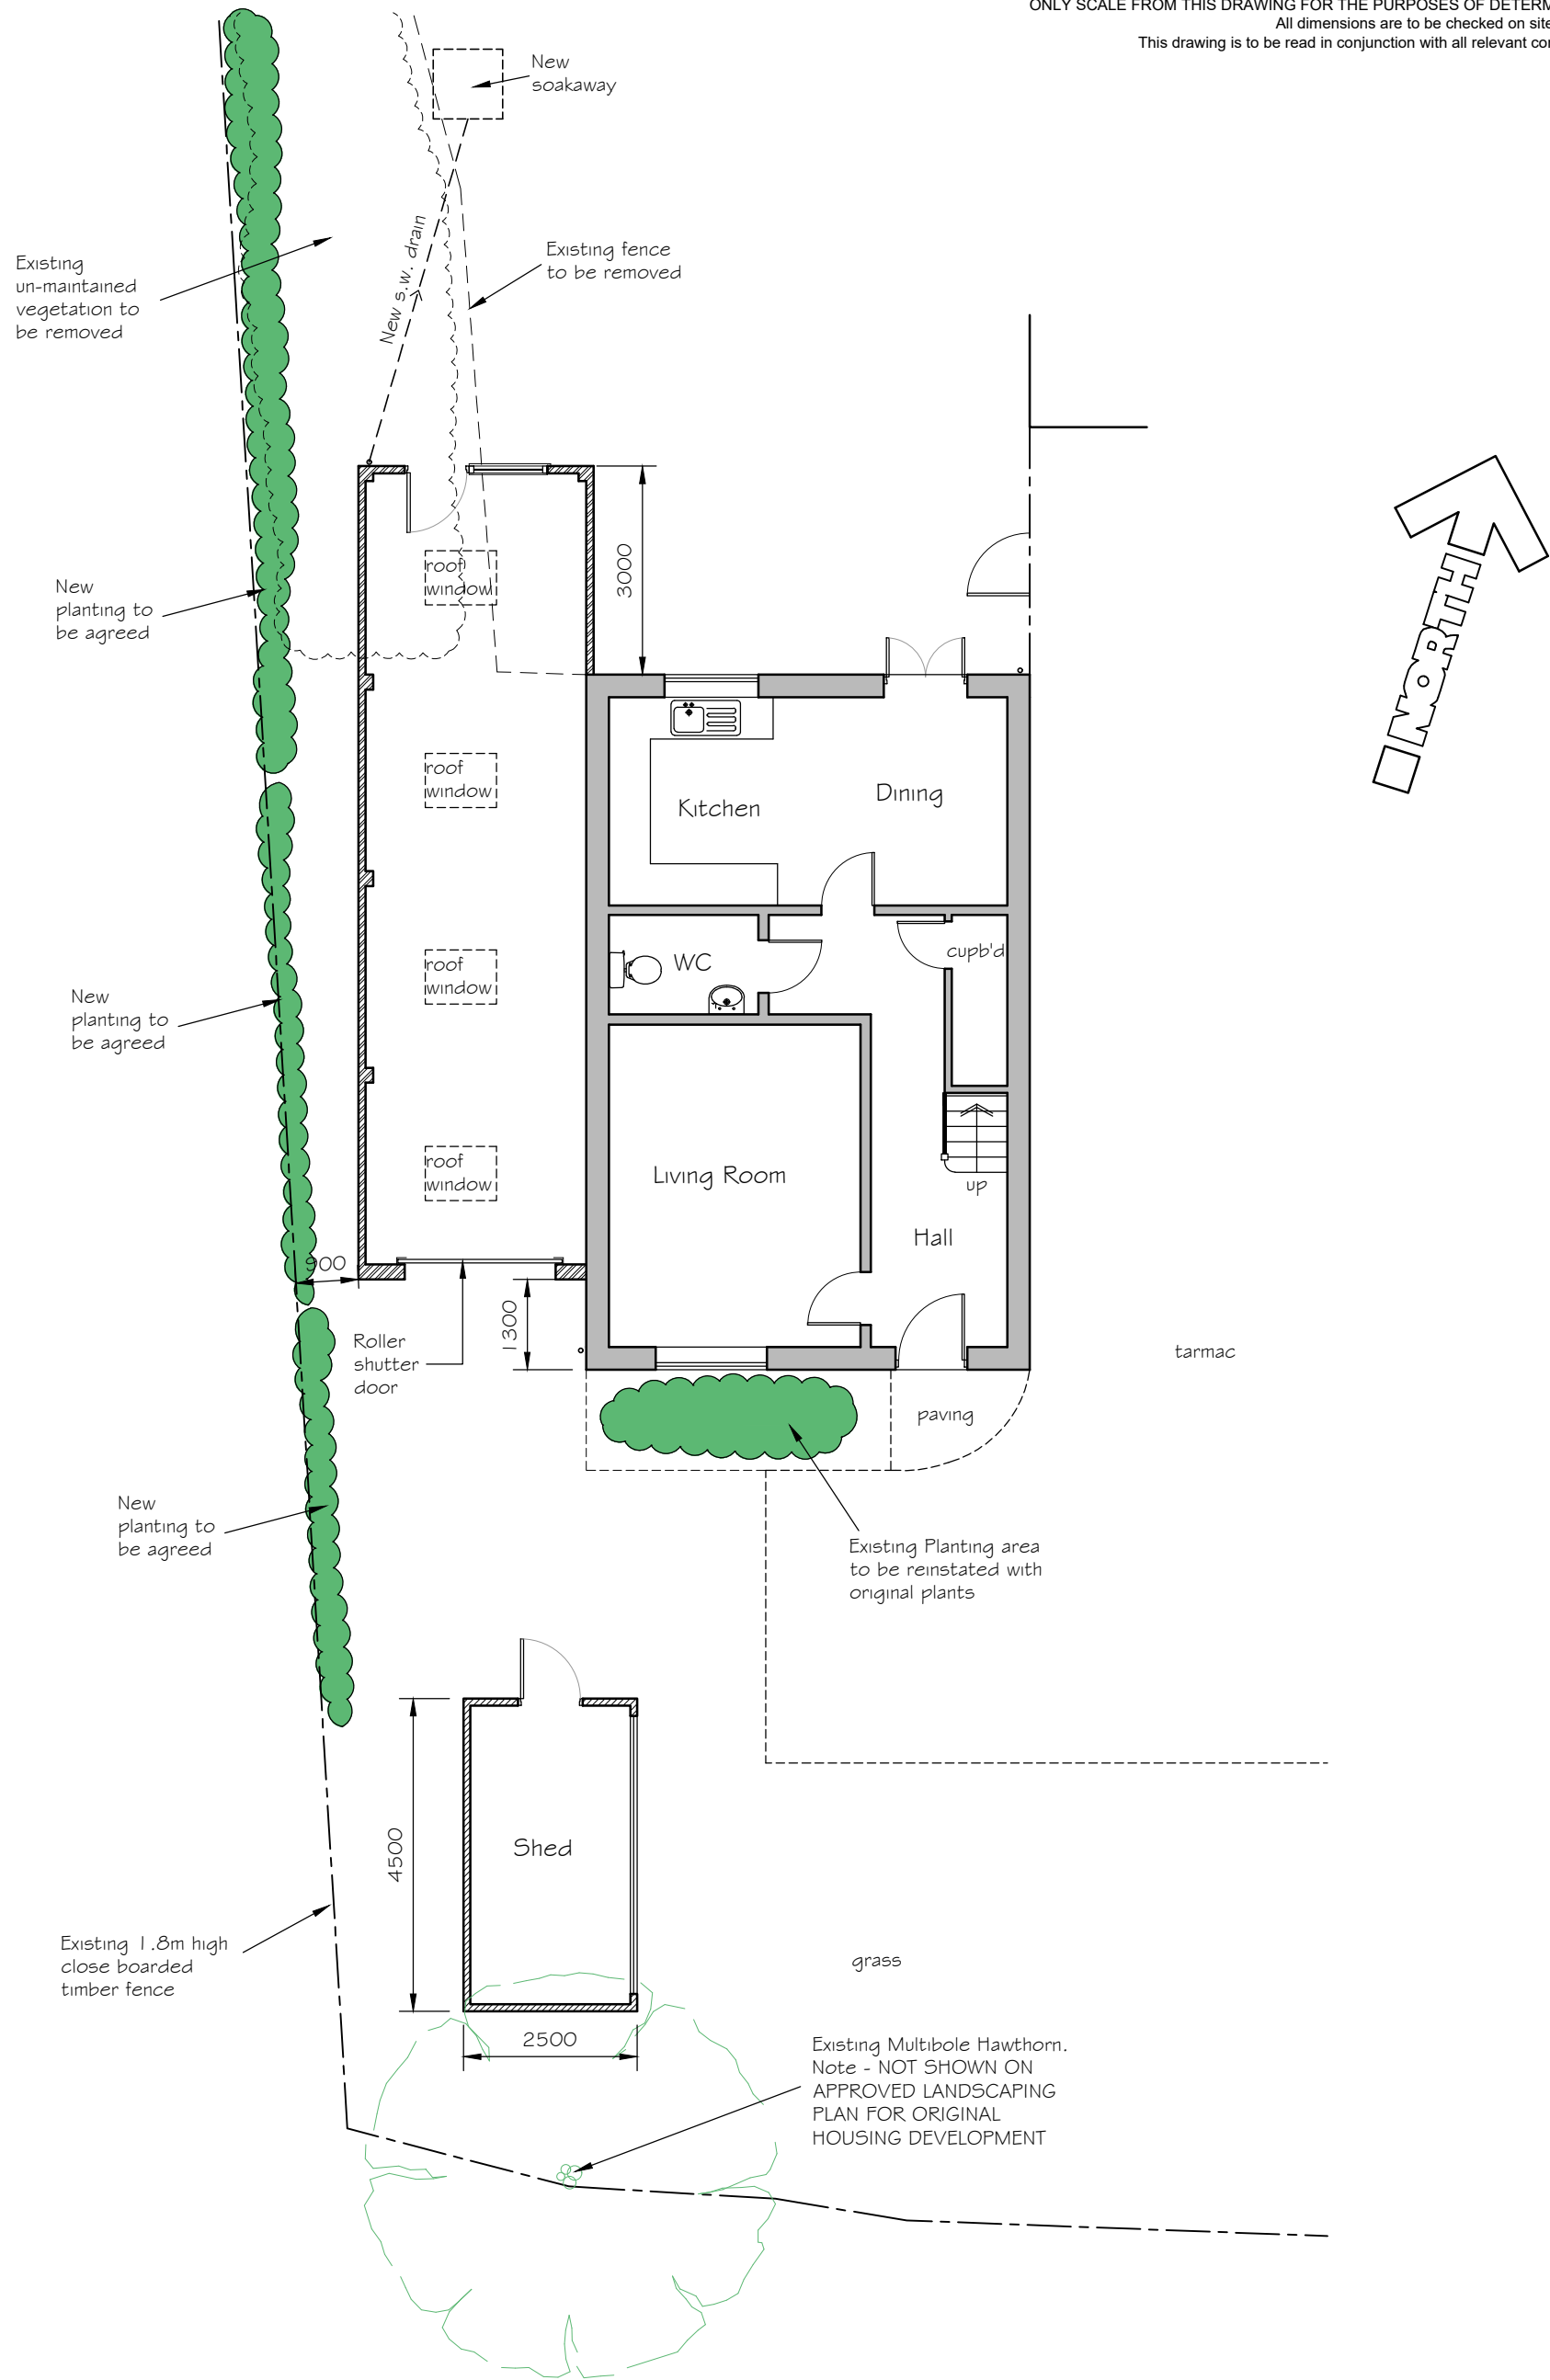 ONLY SCALE FROM THIS DRAWING FOR THE PURPOSES OF DETERM
All dimensions are to be checked on site
This drawing is to be read in conjunction with all relevant con
New
soakaway
Existing
un-maintained
vegetation to
be removed
New s.w. drain
Existing fence
to be removed
NORTH
New
planting to
be agreed
roof
window
3000
roof
window
Kitchen
Dining
WC
cupb'd
roof
window
New
planting to
be agreed
roof
window
Living Room
up
Hall
900
1300
Roller
shutter
door
tarmac
paving
New
planting to
be agreed
Existing Planting area
to be reinstated with
original plants
Shed
4500
Existing 1.8m high
close boarded
timber fence
grass
2500
Existing Multibole Hawthorn.
Note - NOT SHOWN ON
APPROVED LANDSCAPING
PLAN FOR ORIGINAL
HOUSING DEVELOPMENT